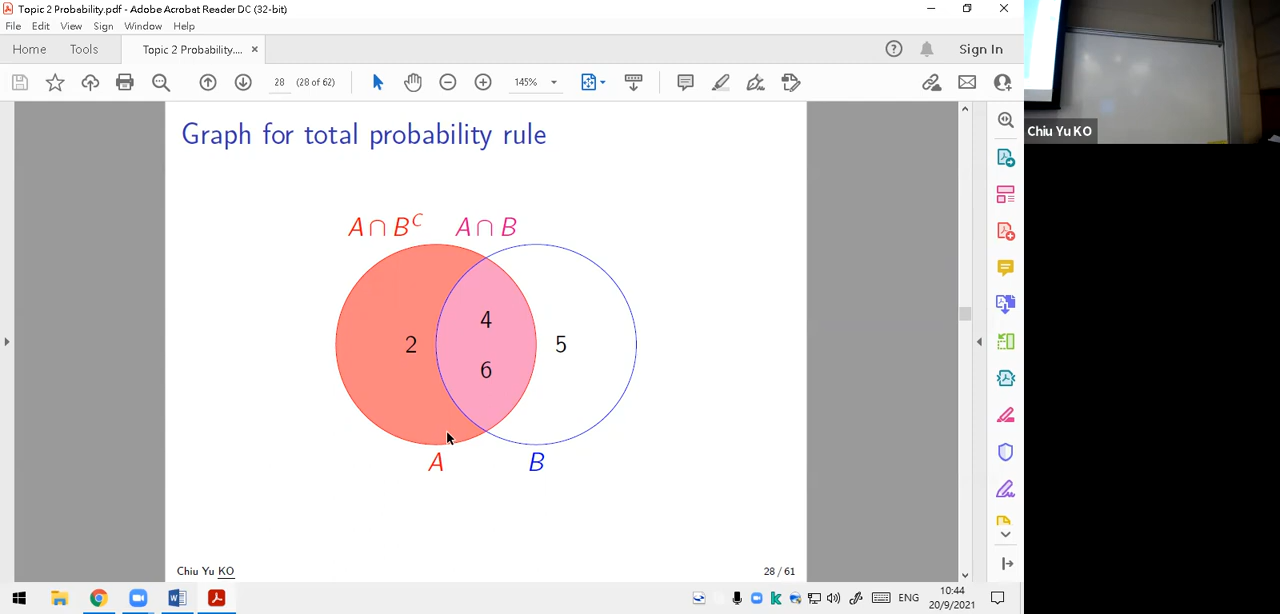 Topic 2 Probability.pdf - Adobe Acrobat Reader DC (32-bit)
File Edit View Sign Window Help
Home Tools Topic 2 Probability.... × Sign In
28 (28 of 62) 145%
Graph for total probability rule
A ∩ Bᶜ A ∩ B
4
2 5
6
A B
Chiu Yu KO 28 / 61
Chiu Yu KO
ENG 10:44
20/9/2021